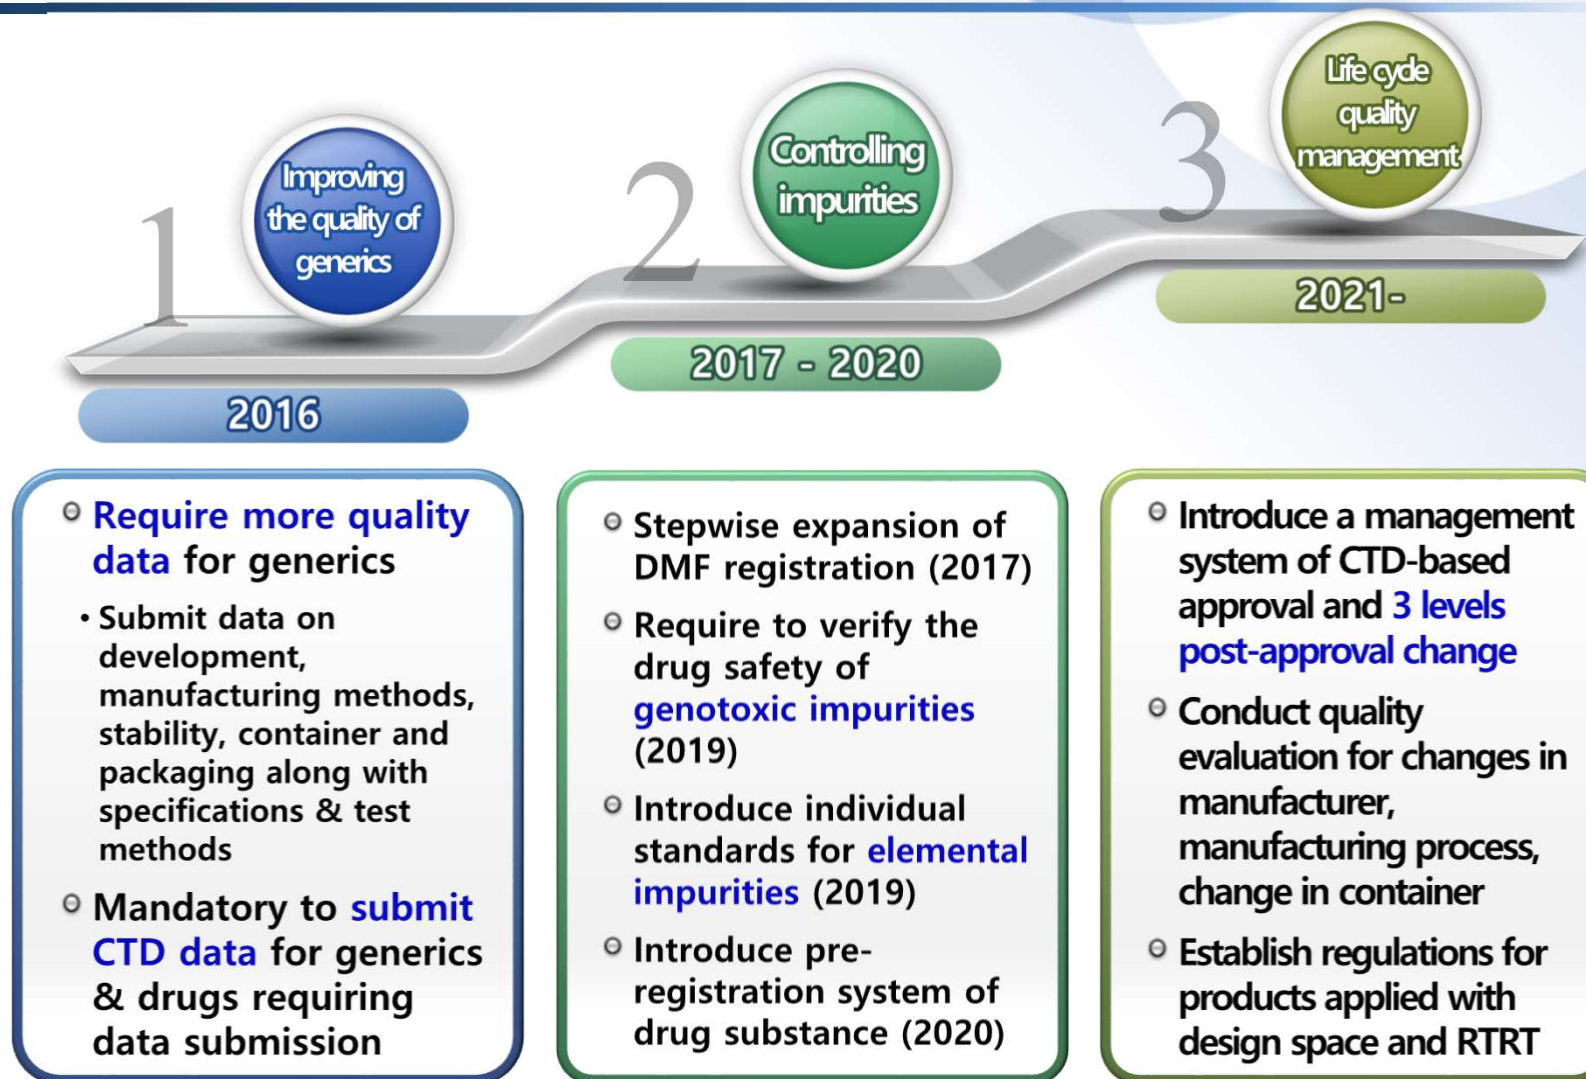 1
Improving
the quality of
generics
2016
2
Controlling
impurities
2017 - 2020
3
Life cycle
quality
management
2021-
Require more quality
data for generics
• Submit data on
development,
manufacturing methods,
stability, container and
packaging along with
specifications & test
methods
Mandatory to submit
CTD data for generics
& drugs requiring
data submission
Stepwise expansion of
DMF registration (2017)
Require to verify the
drug safety of
genotoxic impurities
(2019)
Introduce individual
standards for elemental
impurities (2019)
Introduce pre-
registration system of
drug substance (2020)
Introduce a management
system of CTD-based
approval and 3 levels
post-approval change
Conduct quality
evaluation for changes in
manufacturer,
manufacturing process,
change in container
Establish regulations for
products applied with
design space and RTRT